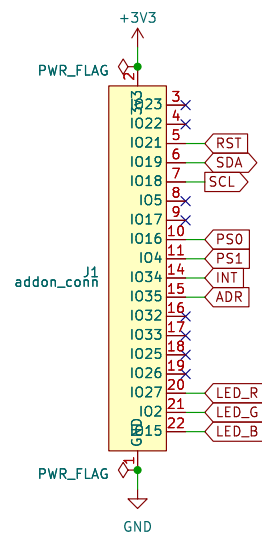 +3V3
PWR_FLAG
2
3V3
IO23 3
IO22 4
IO21 5 RST
IO19 6 SDA
IO18 7 SCL
IO5 8
IO17 9
IO16 10 PS0
IO4 11 PS1
J1
addon_conn
IO34 14 INT
IO35 15 ADR
IO32 16
IO33 17
IO25 18
IO26 19
IO27 20 LED_R
IO2 21 LED_G
IO15 22 LED_B
GND
1
PWR_FLAG
GND